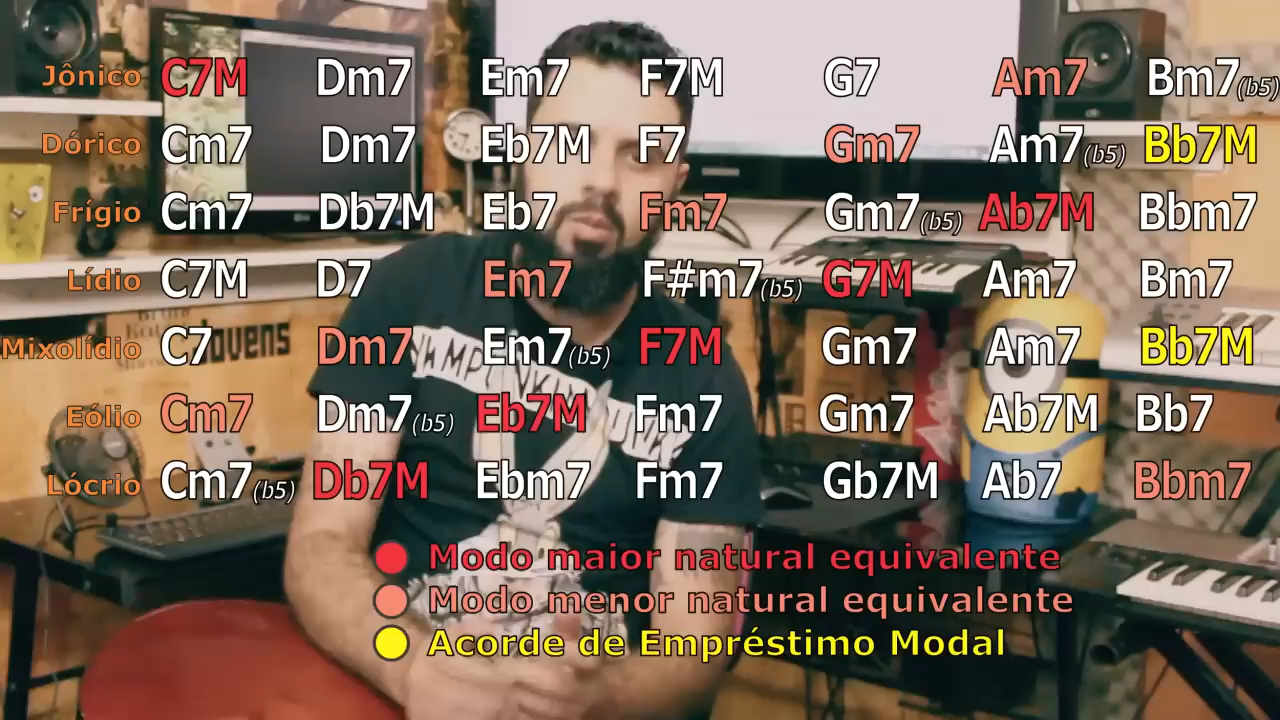 Jônico C7M Dm7 Em7 F7M G7 Am7 Bm7(b5)
Dórico Cm7 Dm7 Eb7M F7 Gm7 Am7(b5) Bb7M
Frígio Cm7 Db7M Eb7 Fm7 Gm7(b5) Ab7M Bbm7
Lídio C7M D7 Em7 F#m7(b5) G7M Am7 Bm7
Mixolídio C7 Dm7 Em7(b5) F7M Gm7 Am7 Bb7M
Eólio Cm7 Dm7(b5) Eb7M Fm7 Gm7 Ab7M Bb7
Lócrio Cm7(b5) Db7M Ebm7 Fm7 Gb7M Ab7 Bbm7
Modo maior natural equivalente
Modo menor natural equivalente
Acorde de Empréstimo Modal